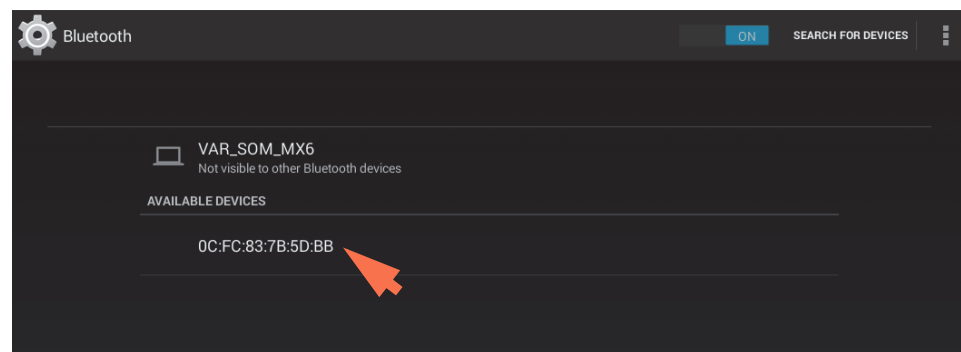 Bluetooth
ON
SEARCH FOR DEVICES
VAR_SOM_MX6
Not visible to other Bluetooth devices
AVAILABLE DEVICES
0C:FC:83:7B:5D:BB